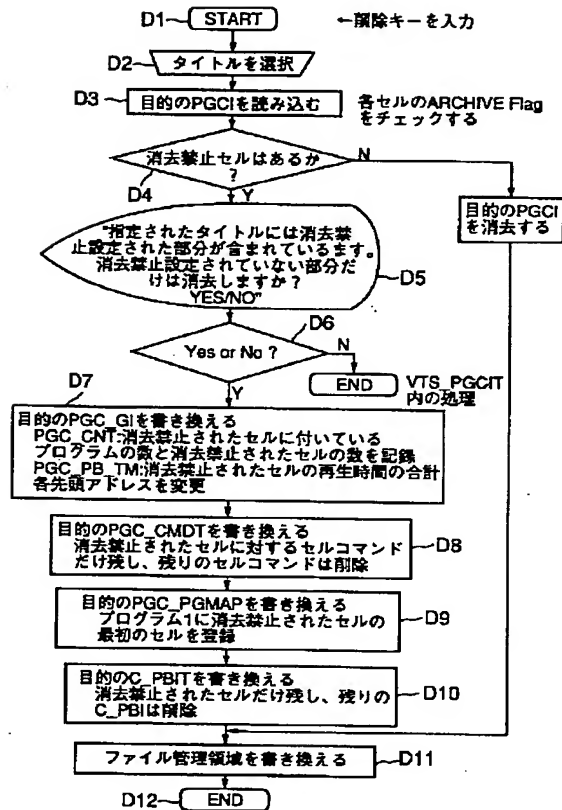 D1 START ←削除キーを入力
D2 タイトルを選択
D3 目的のPGCIを読み込む
各セルのARCHIVE Flag
をチェックする
消去禁止セルはあるか
?
N
D4
Y
目的のPGCI
を消去する
"指定されたタイトルには消去禁
止設定された部分が含まれているます。
消去禁止設定されていない部分だ
けは消去しますか?
YES/NO"
D5
D6
Yes or No ?
N
END
VTS_PGCIT
内の処理
Y
D7
目的のPGC_GIを書き換える
PGC_CNT:消去禁止されたセルに付いている
プログラムの数と消去禁止されたセルの数を記録
PGC_PB_TM:消去禁止されたセルの再生時間の合計
各先頭アドレスを変更
目的のPGC_CMDTを書き換える
消去禁止されたセルに対するセルコマンド
だけ残し、残りのセルコマンドは削除
D8
目的のPGC_PGMAPを書き換える
プログラム1に消去禁止されたセルの
最初のセルを登録
D9
目的のC_PBITを書き換える
消去禁止されたセルだけ残し、残りの
C_PBIは削除
D10
ファイル管理領域を書き換える D11
D12 END